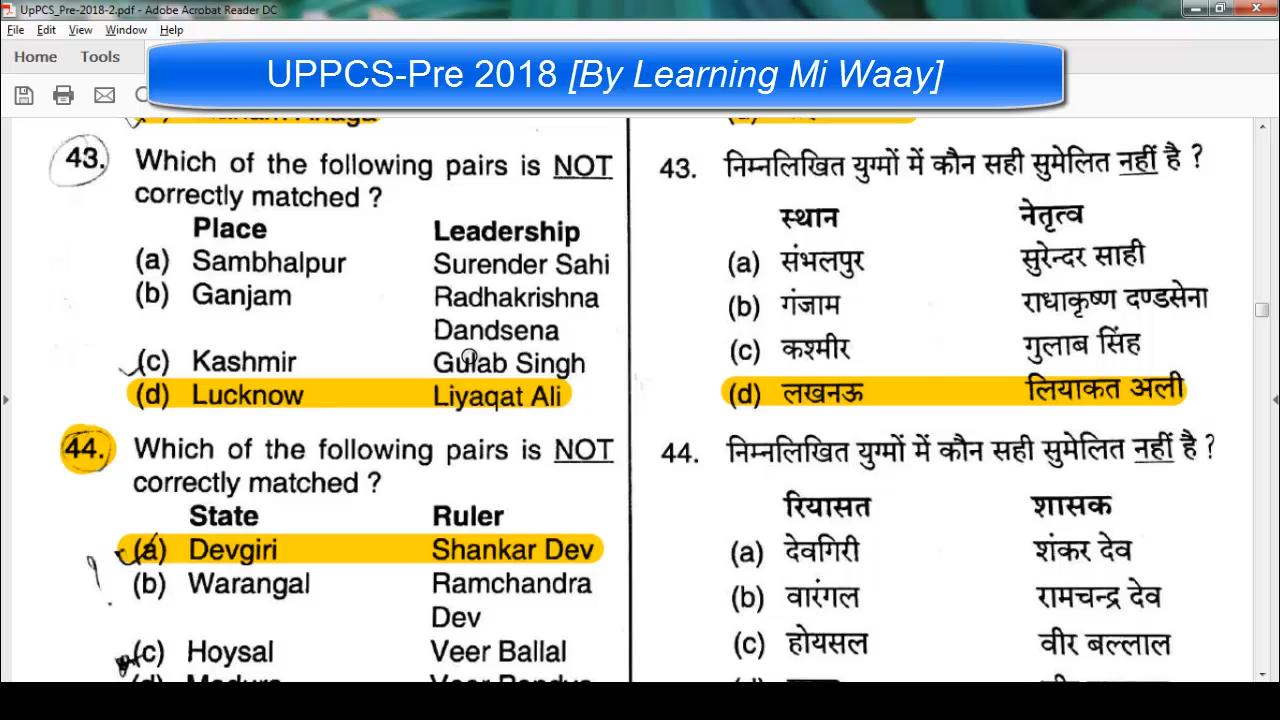 UpPCS_Pre-2018-2.pdf - Adobe Acrobat Reader DC
File Edit View Window Help
Home Tools
UPPCS-Pre 2018 [By Learning Mi Waay]
43. Which of the following pairs is NOT
correctly matched ?
Place Leadership
(a) Sambhalpur Surender Sahi
(b) Ganjam Radhakrishna
Dandsena
(c) Kashmir Gulab Singh
(d) Lucknow Liyaqat Ali
44. Which of the following pairs is NOT
correctly matched ?
State Ruler
(a) Devgiri Shankar Dev
(b) Warangal Ramchandra
Dev
(c) Hoysal Veer Ballal
43. निम्नलिखित युग्मों में कौन सही सुमेलित नहीं है ?
स्थान नेतृत्व
(a) संभलपुर सुरेन्दर साही
(b) गंजाम राधाकृष्ण दण्डसेना
(c) कश्मीर गुलाब सिंह
(d) लखनऊ लियाकत अली
44. निम्नलिखित युग्मों में कौन सही सुमेलित नहीं है ?
रियासत शासक
(a) देवगिरी शंकर देव
(b) वारंगल रामचन्द्र देव
(c) होयसल वीर बल्लाल